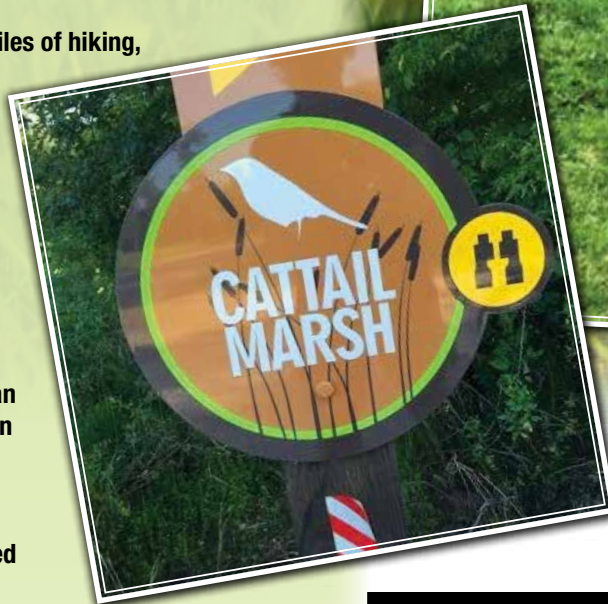 iles of hiking,
CATTAIL
MARSH
an
n
ed